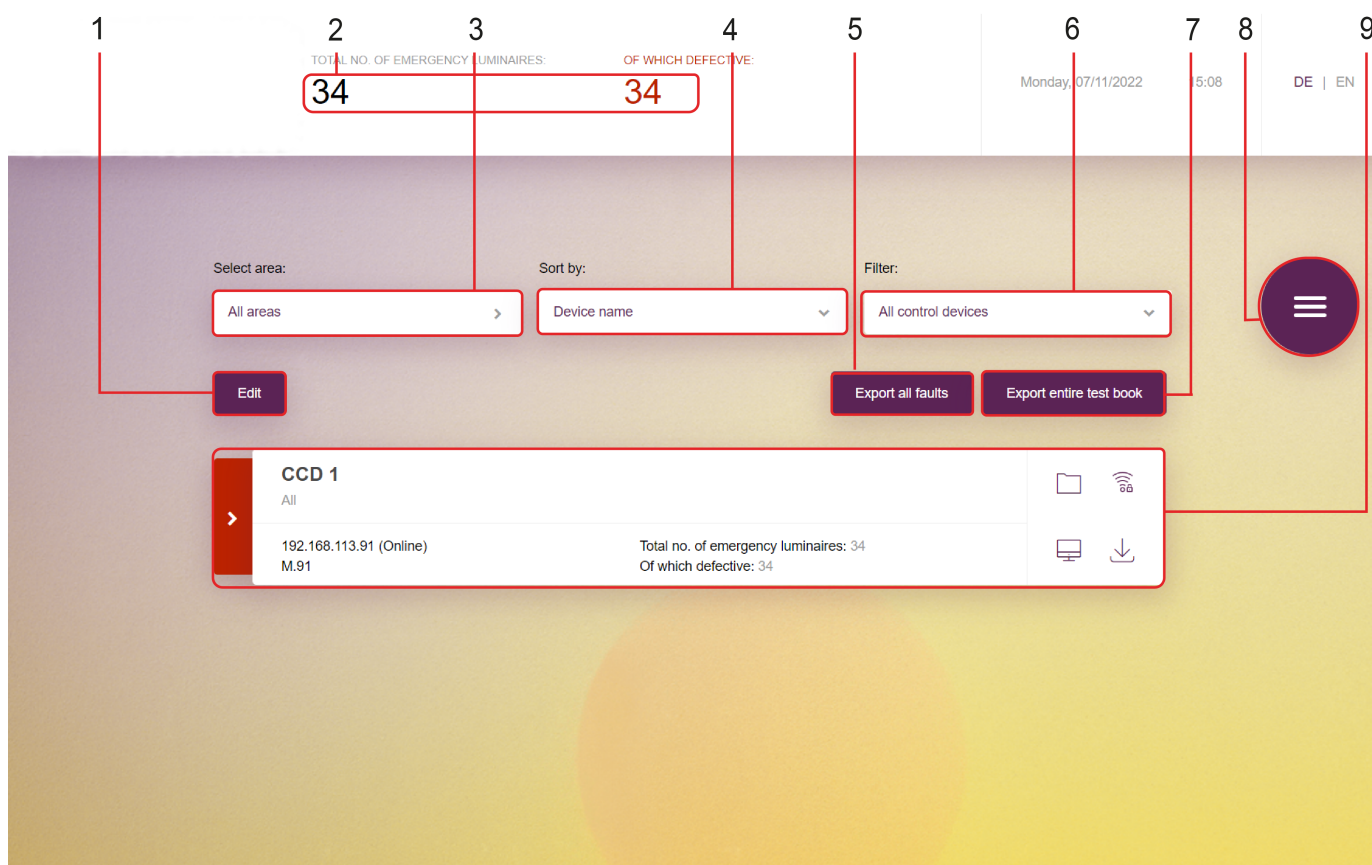 1 2 3 4 5 6 7 8 9
TOTAL NO. OF EMERGENCY LUMINAIRES: OF WHICH DEFECTIVE:
34 34
Monday, 07/11/2022 15:08 DE | EN
Select area: Sort by: Filter:
All areas Device name All control devices
Edit Export all faults Export entire test book
CCD 1
All
192.168.113.91 (Online) Total no. of emergency luminaires: 34
M.91 Of which defective: 34